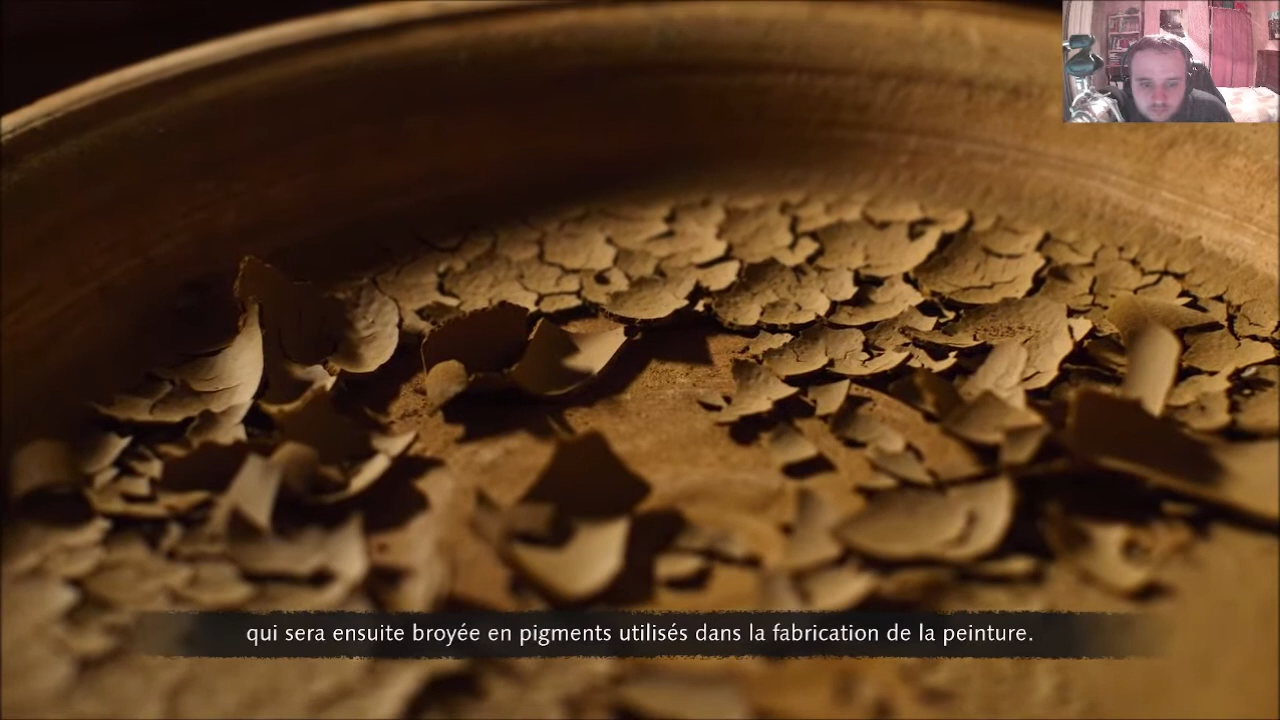 qui sera ensuite broyée en pigments utilisés dans la fabrication de la peinture.